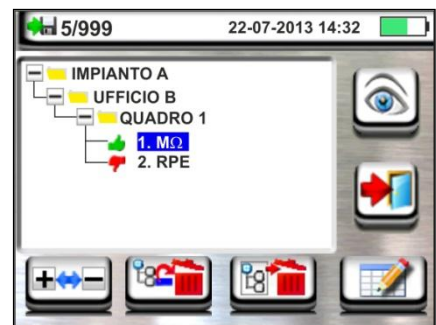 5/999 22-07-2013 14:32
IMPIANTO A
UFFICIO B
QUADRO 1
1. MΩ
2. RPE